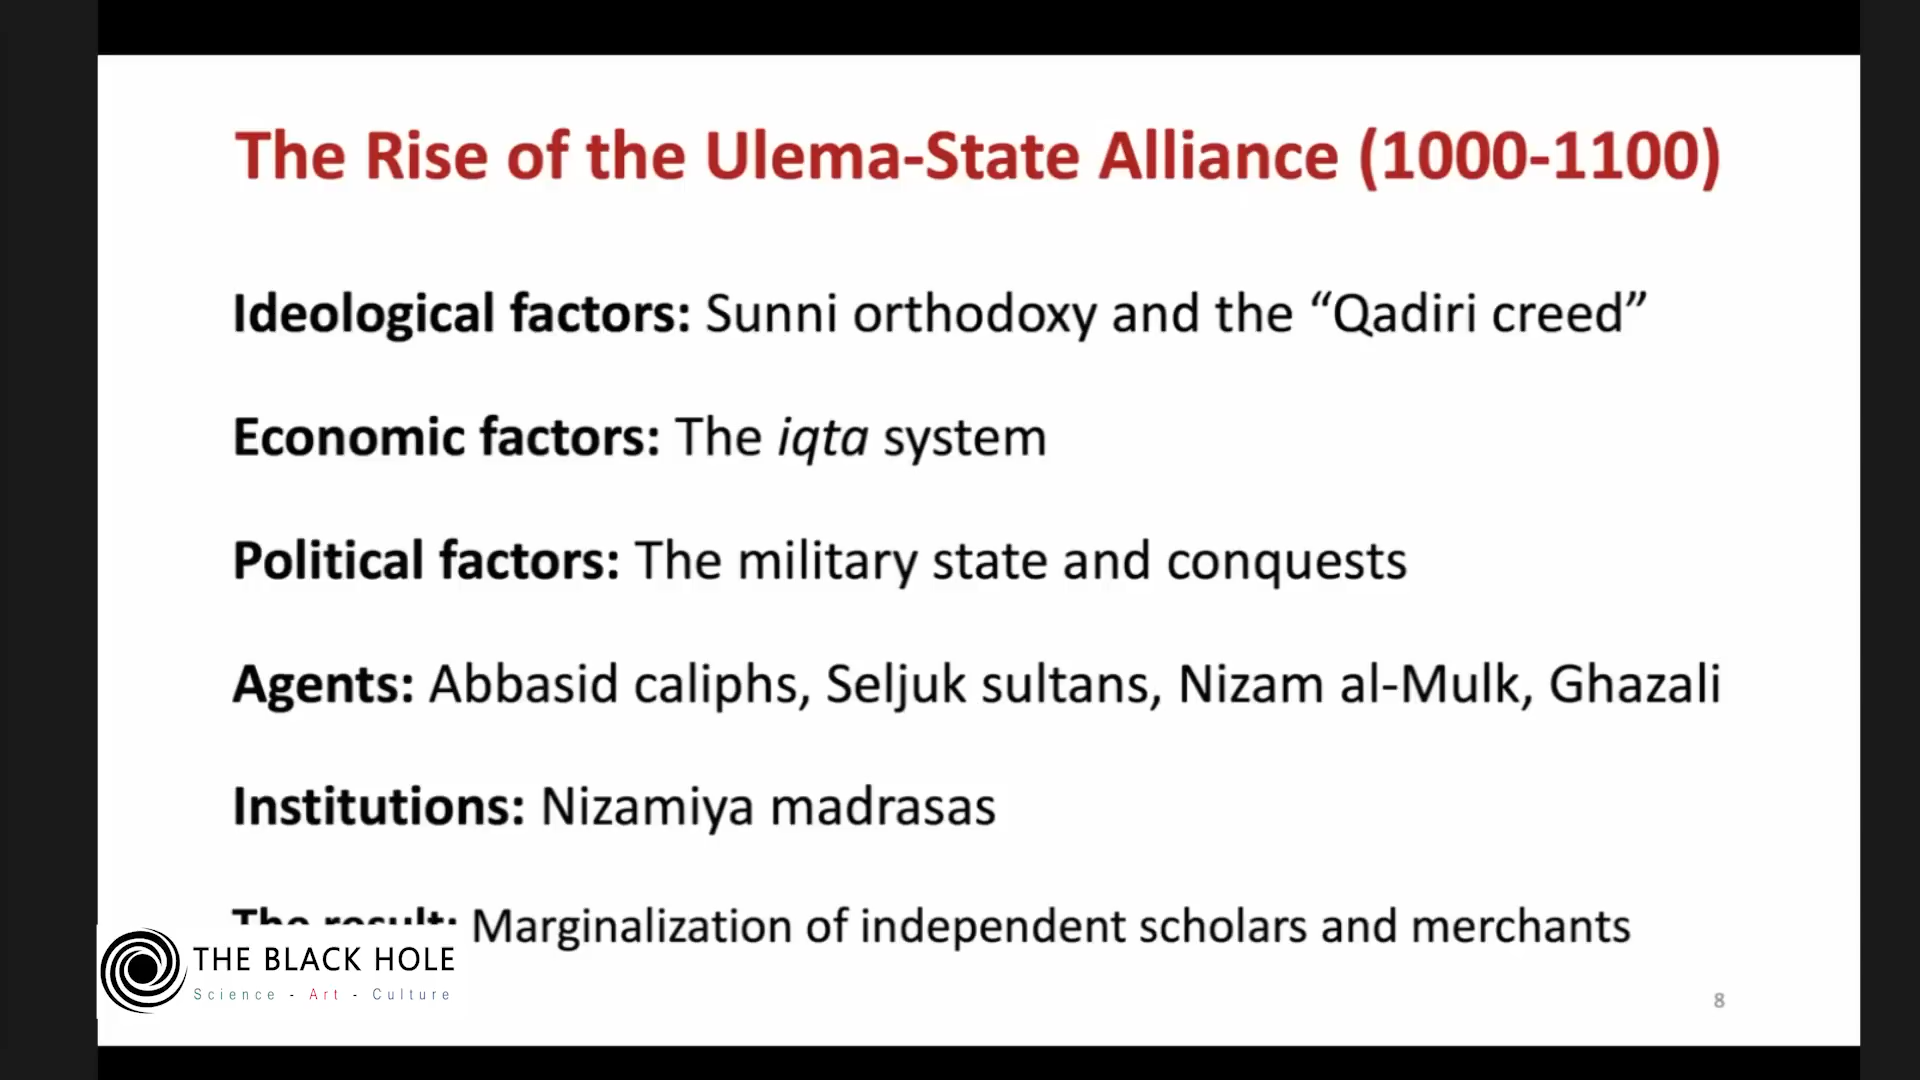 The Rise of the Ulema-State Alliance (1000-1100)
Ideological factors: Sunni orthodoxy and the “Qadiri creed”
Economic factors: The iqta system
Political factors: The military state and conquests
Agents: Abbasid caliphs, Seljuk sultans, Nizam al-Mulk, Ghazali
Institutions: Nizamiya madrasas
The result: Marginalization of independent scholars and merchants
THE BLACK HOLE
Science - Art - Culture
8